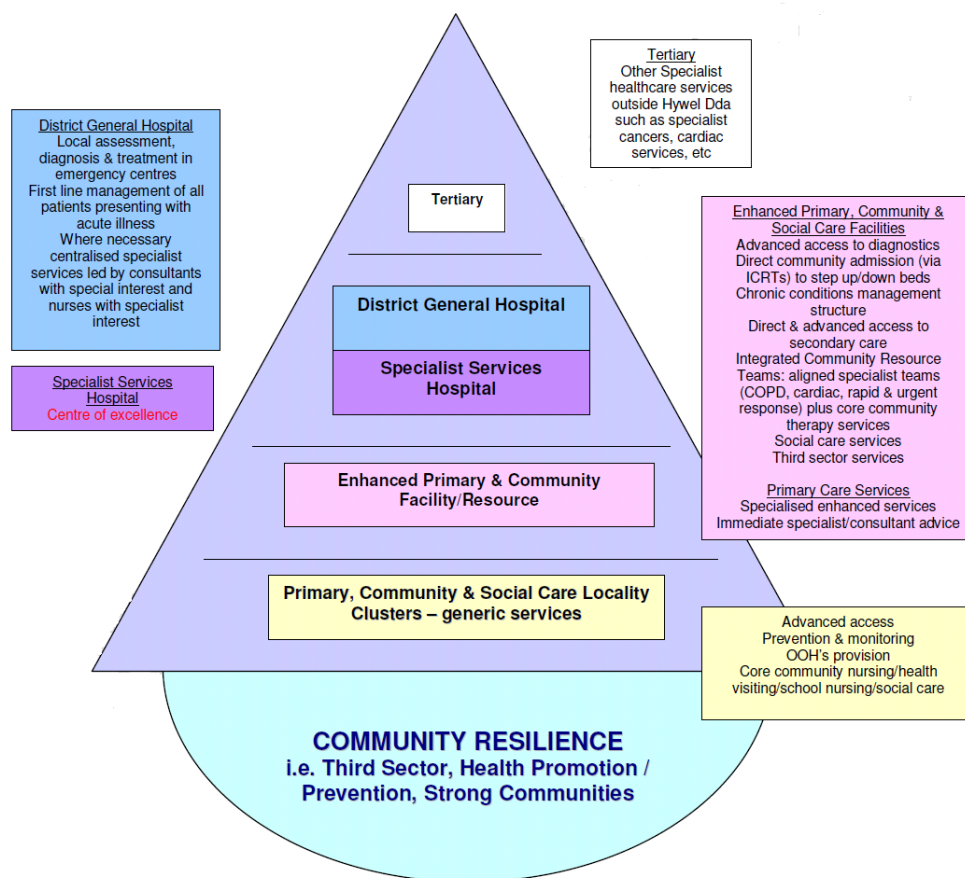 Tertiary
Other Specialist
healthcare services
outside Hywel Dda
such as specialist
cancers, cardiac
services, etc
District General Hospital
Local assessment,
diagnosis & treatment in
emergency centres
First line management of all
patients presenting with
acute illness
Where necessary
centralised specialist
services led by consultants
with special interest and
nurses with specialist
interest
Specialist Services
Hospital
Centre of excellence
Tertiary
District General Hospital
Specialist Services
Hospital
Enhanced Primary & Community
Facility/Resource
Primary, Community & Social Care Locality
Clusters – generic services
Enhanced Primary, Community &
Social Care Facilities
Advanced access to diagnostics
Direct community admission (via
ICRTs) to step up/down beds
Chronic conditions management
structure
Direct & advanced access to
secondary care
Integrated Community Resource
Teams: aligned specialist teams
(COPD, cardiac, rapid & urgent
response) plus core community
therapy services
Social care services
Third sector services
Primary Care Services
Specialised enhanced services
Immediate specialist/consultant advice
Advanced access
Prevention & monitoring
OOH's provision
Core community nursing/health
visiting/school nursing/social care
COMMUNITY RESILIENCE
i.e. Third Sector, Health Promotion /
Prevention, Strong Communities